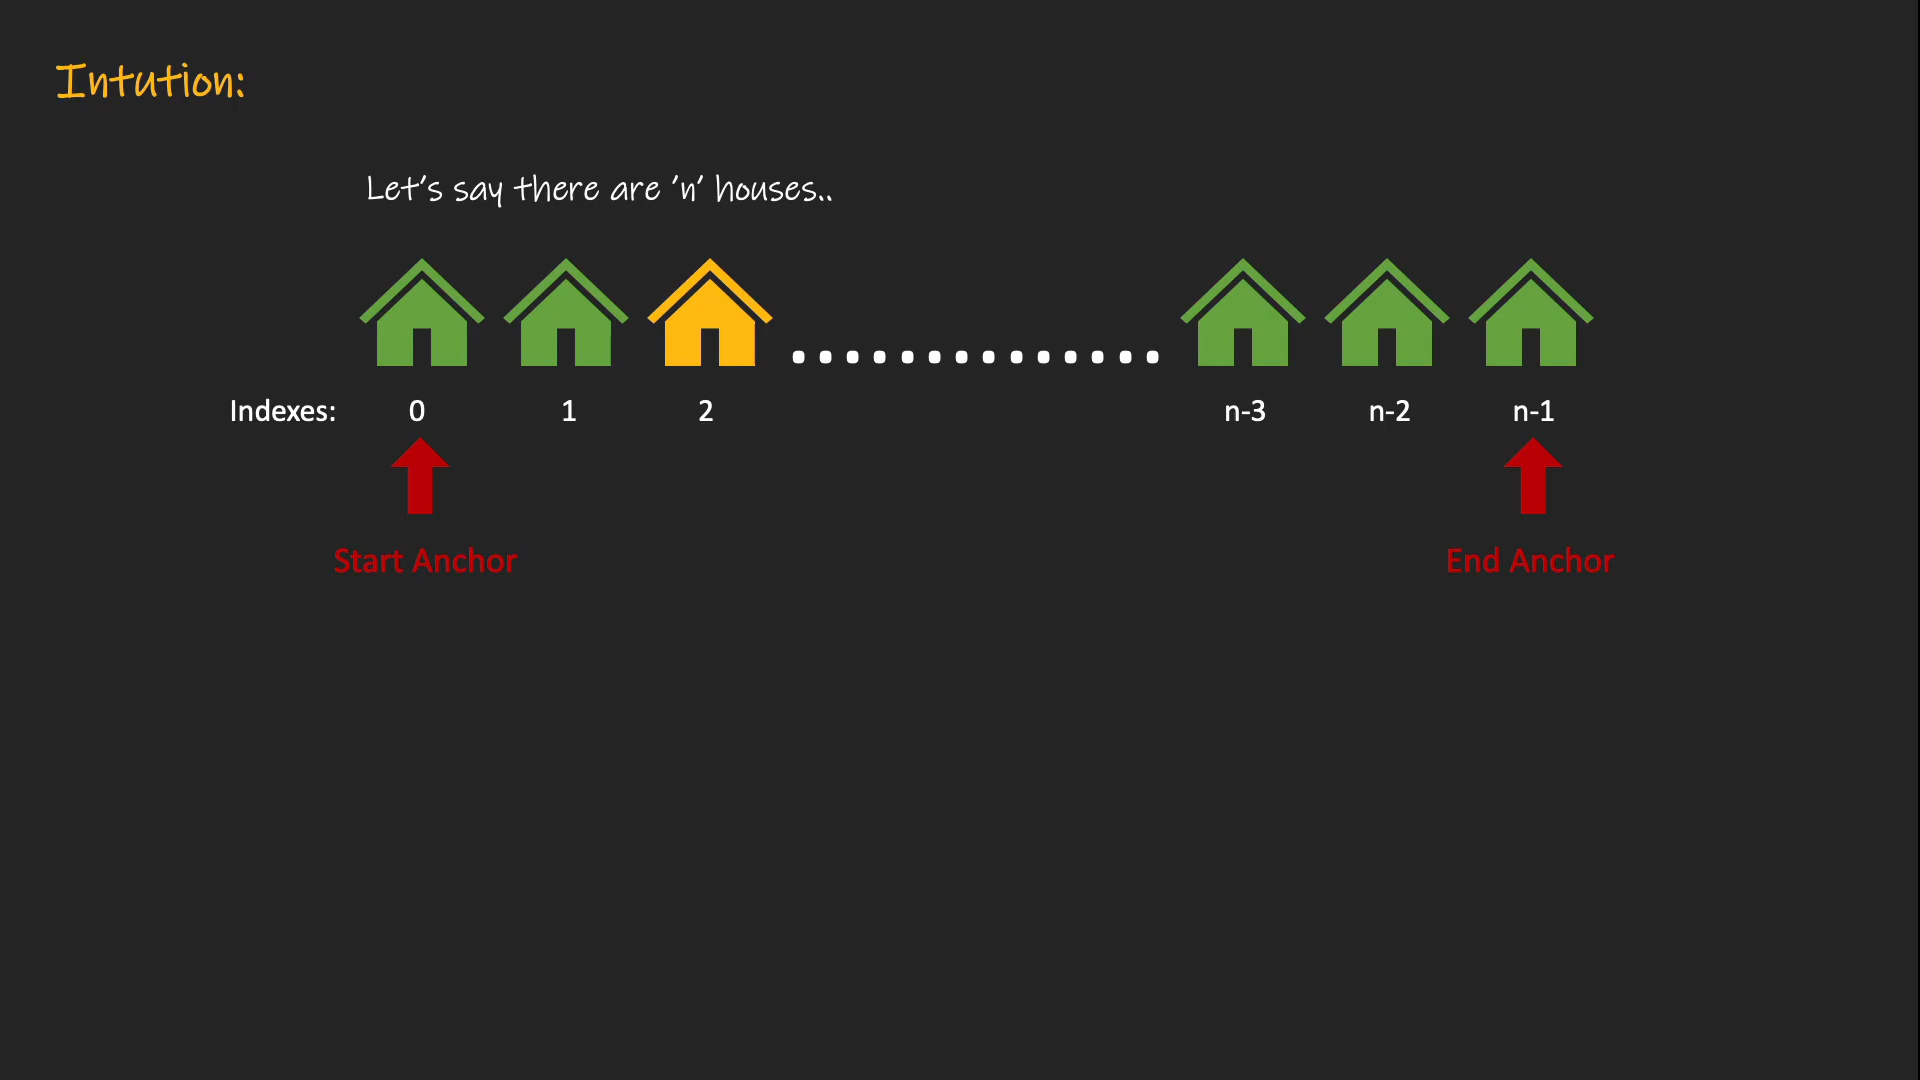 Intution:
Let's say there are 'n' houses..
Indexes: 0 1 2 n-3 n-2 n-1
Start Anchor End Anchor